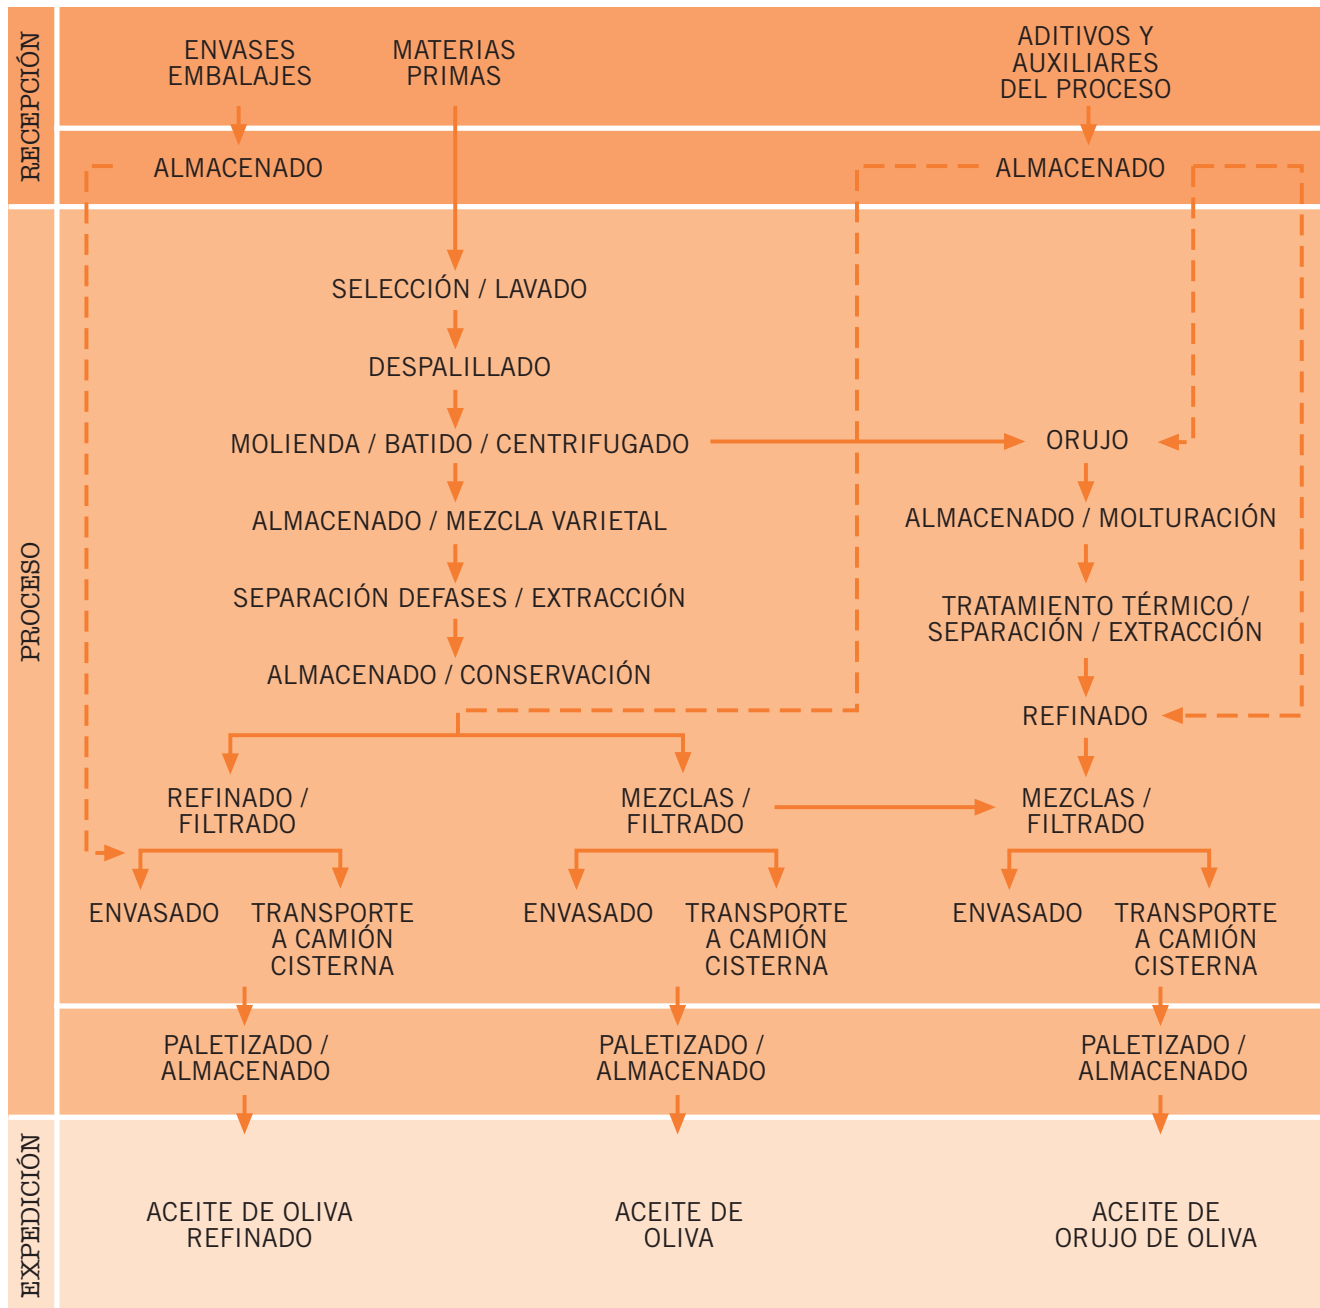 RECEPCIÓN
ENVASES
EMBALAJES
MATERIAS
PRIMAS
ADITIVOS Y
AUXILIARES
DEL PROCESO
ALMACENADO
ALMACENADO
PROCESO
SELECCIÓN / LAVADO
DESPALILLADO
MOLIENDA / BATIDO / CENTRIFUGADO
ORUJO
ALMACENADO / MEZCLA VARIETAL
ALMACENADO / MOLTURACIÓN
SEPARACIÓN DEFASES / EXTRACCIÓN
TRATAMIENTO TÉRMICO /
SEPARACIÓN / EXTRACCIÓN
ALMACENADO / CONSERVACIÓN
REFINADO
REFINADO /
FILTRADO
MEZCLAS /
FILTRADO
MEZCLAS /
FILTRADO
ENVASADO
TRANSPORTE
A CAMIÓN
CISTERNA
ENVASADO
TRANSPORTE
A CAMIÓN
CISTERNA
ENVASADO
TRANSPORTE
A CAMIÓN
CISTERNA
PALETIZADO /
ALMACENADO
PALETIZADO /
ALMACENADO
PALETIZADO /
ALMACENADO
EXPEDICIÓN
ACEITE DE OLIVA
REFINADO
ACEITE DE
OLIVA
ACEITE DE
ORUJO DE OLIVA